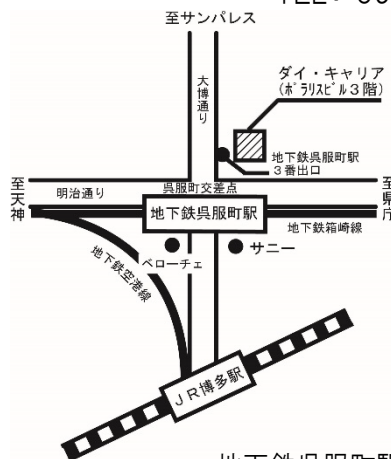 至サンパレス
大博通り
ダイ・キャリア
(ポラリスビル3階)
地下鉄呉服町駅
3番出口
至天神
明治通り
呉服町交差点
至県庁
地下鉄呉服町駅
地下鉄箱崎線
地下鉄空港線
ベローチェ
サニー
JR博多駅